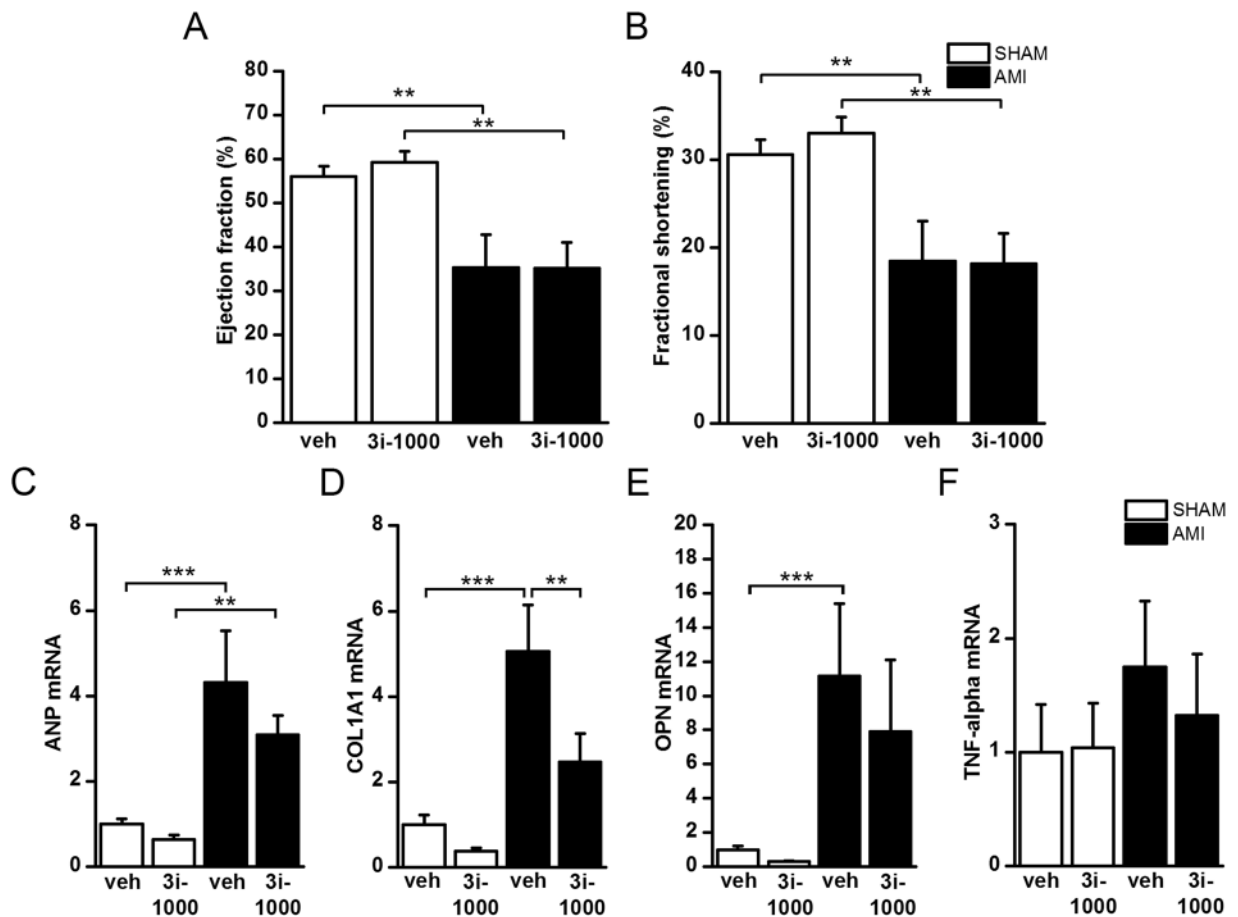 A
Ejection fraction (%)
80
70
60
50
40
30
20
10
0
**
**
veh 3i-1000 veh 3i-1000
B
SHAM
AMI
Fractional shortening (%)
40
30
20
10
0
**
**
veh 3i-1000 veh 3i-1000
C
ANP mRNA
8
6
4
2
0
***
**
veh 3i- veh 3i-
1000 1000
D
COL1A1 mRNA
8
6
4
2
0
*** **
veh 3i- veh 3i-
1000 1000
E
OPN mRNA
20
18
16
14
12
10
8
6
4
2
0
***
veh 3i- veh 3i-
1000 1000
F
SHAM
AMI
TNF-alpha mRNA
3
2
1
0
veh 3i- veh 3i-
1000 1000